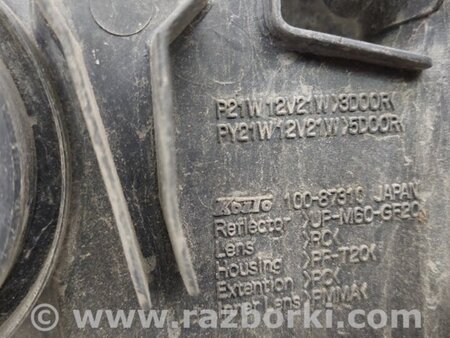 P21W 12V21W >3DOOR<
PY21W 12V21W >5DOOR<
KOITO 100-87310 JAPAN
Reflector >UP-M60-GF20
Lens >PC<
Housing >PP-T20<
Extention >PC<
Inner Lens >PMMA<
www.razborki.com